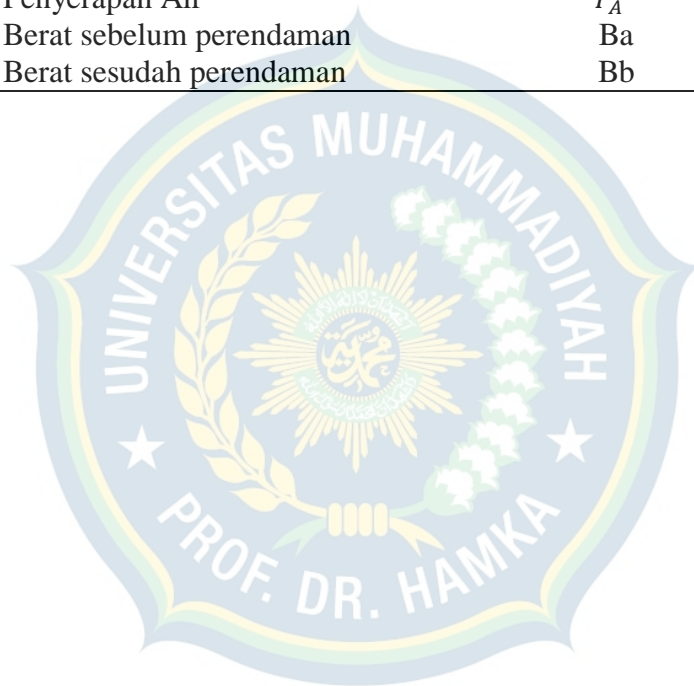 Penyerapan Air
Berat sebelum perendaman Ba
Berat sesudah perendaman Bb
UNIVERSITAS MUHAMMADIYAH
PROF. DR. HAMKA